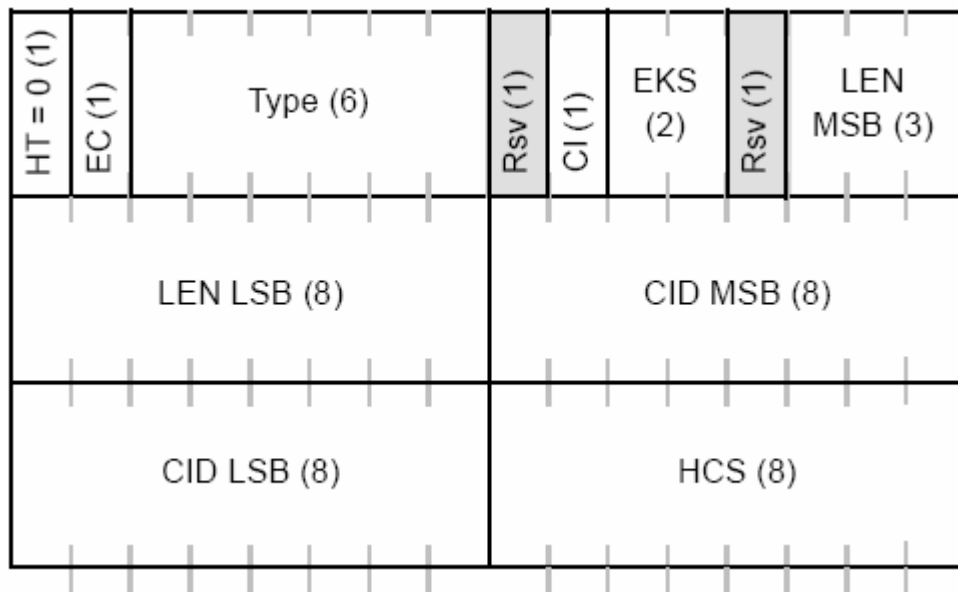 HT = 0 (1)
EC (1)
Type (6)
Rsv (1)
CI (1)
EKS
(2)
Rsv (1)
LEN
MSB (3)
LEN LSB (8)
CID MSB (8)
CID LSB (8)
HCS (8)